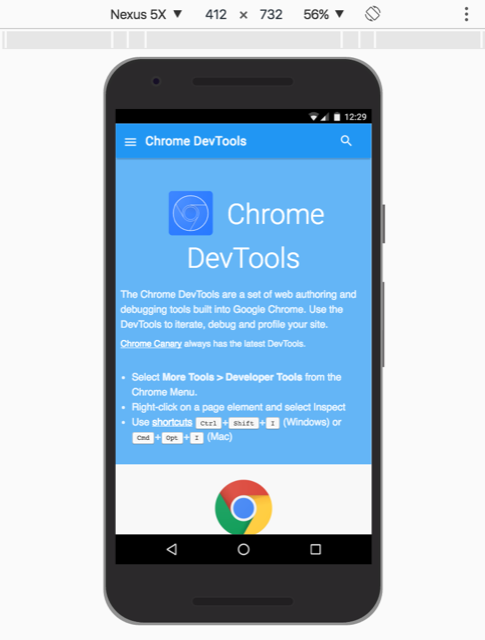 Nexus 5X ▼ 412 × 732 56% ▼
12:29
Chrome DevTools
Chrome
DevTools
The Chrome DevTools are a set of web authoring and
debugging tools built into Google Chrome. Use the
DevTools to iterate, debug and profile your site.
Chrome Canary always has the latest DevTools.
• Select More Tools > Developer Tools from the
Chrome Menu.
• Right-click on a page element and select Inspect
• Use shortcuts Ctrl+Shift+I (Windows) or
Cmd+Opt+I (Mac)